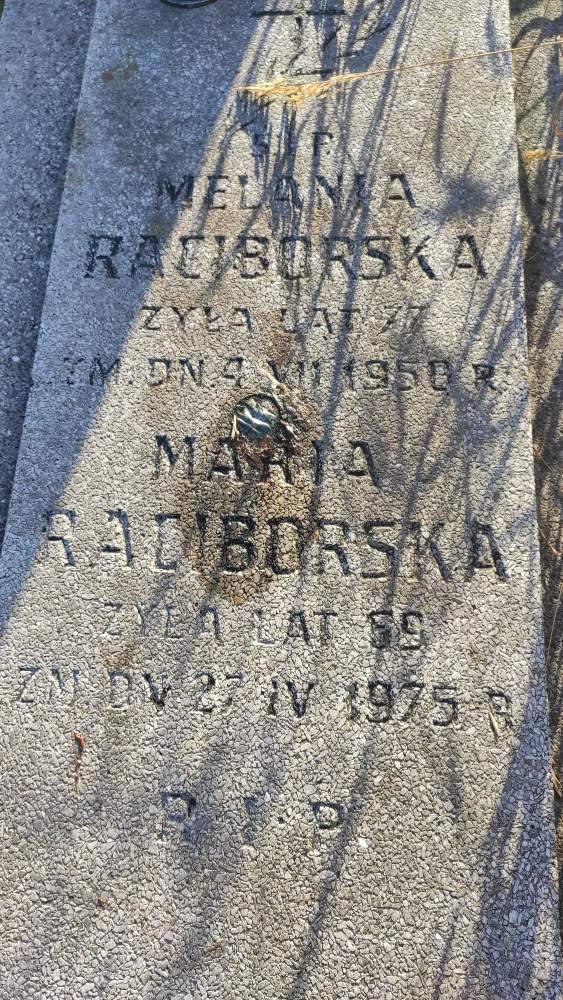 Ś. P.
MELANIA
RACIBORSKA
ŻYŁA LAT 77
ZM. DN. 4 VII 1958 R.
MARIA
RACIBORSKA
ŻYŁA LAT 69
ZM. DN. 27 IV 1975 R.
R. I. P.